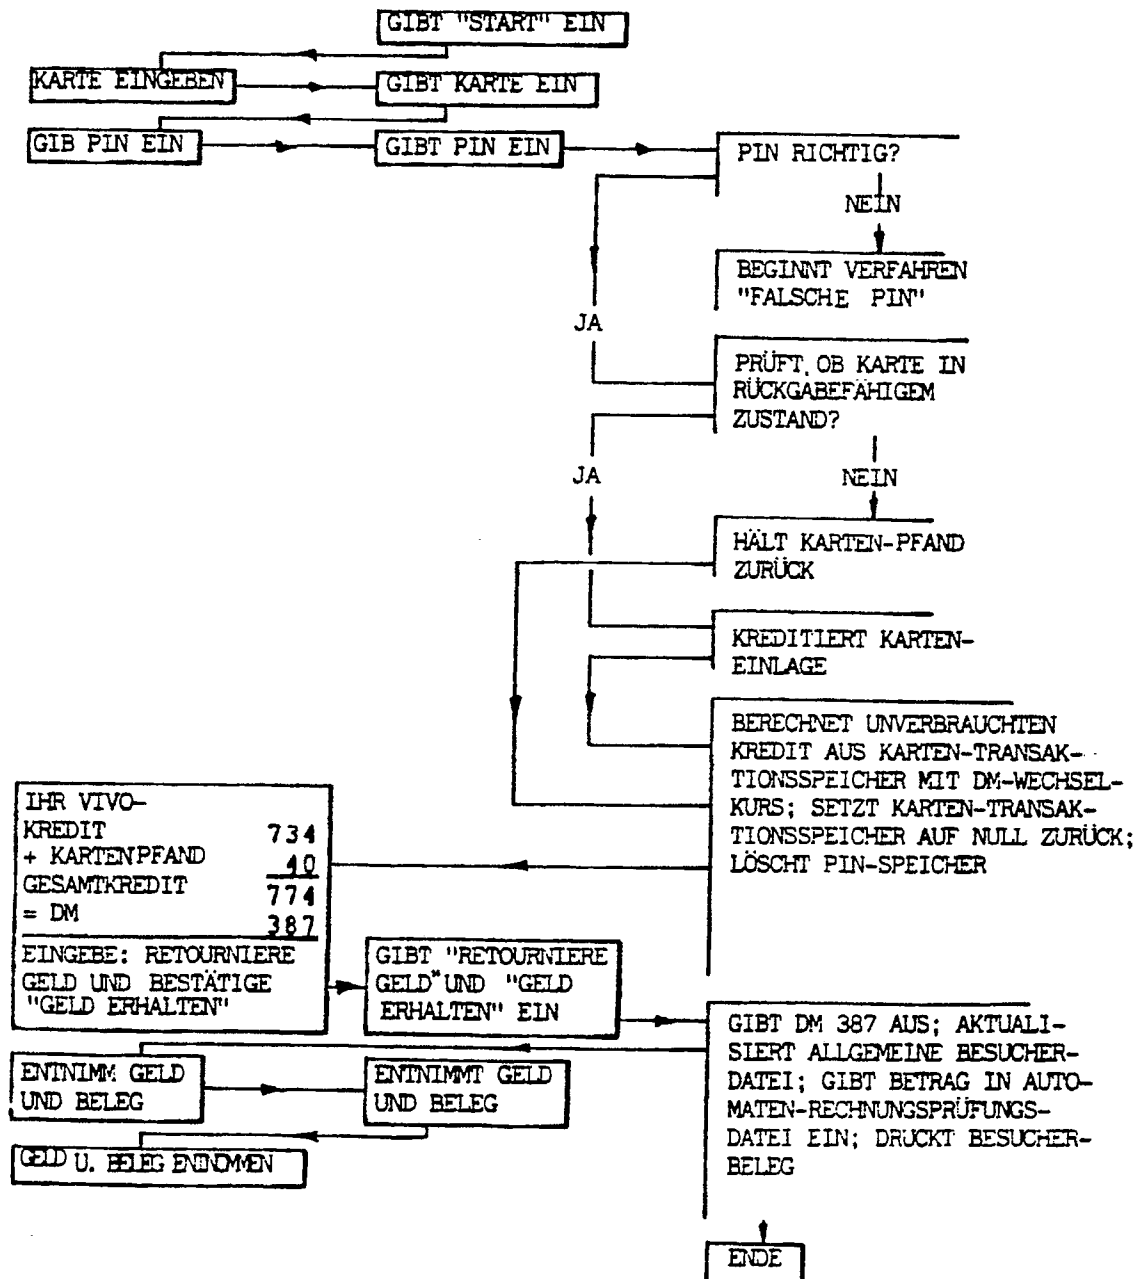 GIBT "START" EIN
KARTE EINGEBEN
GIBT KARTE EIN
GIB PIN EIN
GIBT PIN EIN
PIN RICHTIG?
NEIN
BEGINNT VERFAHREN
"FALSCHE PIN"
JA
PRÜFT, OB KARTE IN
RÜCKGABEFÄHIGEM
ZUSTAND?
JA
NEIN
HÄLT KARTEN-PFAND
ZURÜCK
KREDITIERT KARTEN-
EINLAGE
BERECHNET UNVERBRAUCHTEN
KREDIT AUS KARTEN-TRANSAK-
TIONSSPEICHER MIT DM-WECHSEL-
KURS; SETZT KARTEN-TRANSAK-
TIONSSPEICHER AUF NULL ZURÜCK;
LÖSCHT PIN-SPEICHER
IHR VIVO-
KREDIT 734
+ KARTENPFAND 40
GESAMTKREDIT 774
= DM 387
EINGEBE: RETOURNIERE
GELD UND BESTÄTIGE
"GELD ERHALTEN"
GIBT "RETOURNIERE
GELD" UND "GELD
ERHALTEN" EIN
GIBT DM 387 AUS; AKTUALI-
SIERT ALLGEMEINE BESUCHER-
DATEI; GIBT BETRAG IN AUTO-
MATEN-RECHNUNGSPRÜFUNGS-
DATEI EIN; DRUCKT BESUCHER-
BELEG
ENTNIMM GELD
UND BELEG
ENTNIMMT GELD
UND BELEG
GELD U. BELEG ENTNOMMEN
ENDE